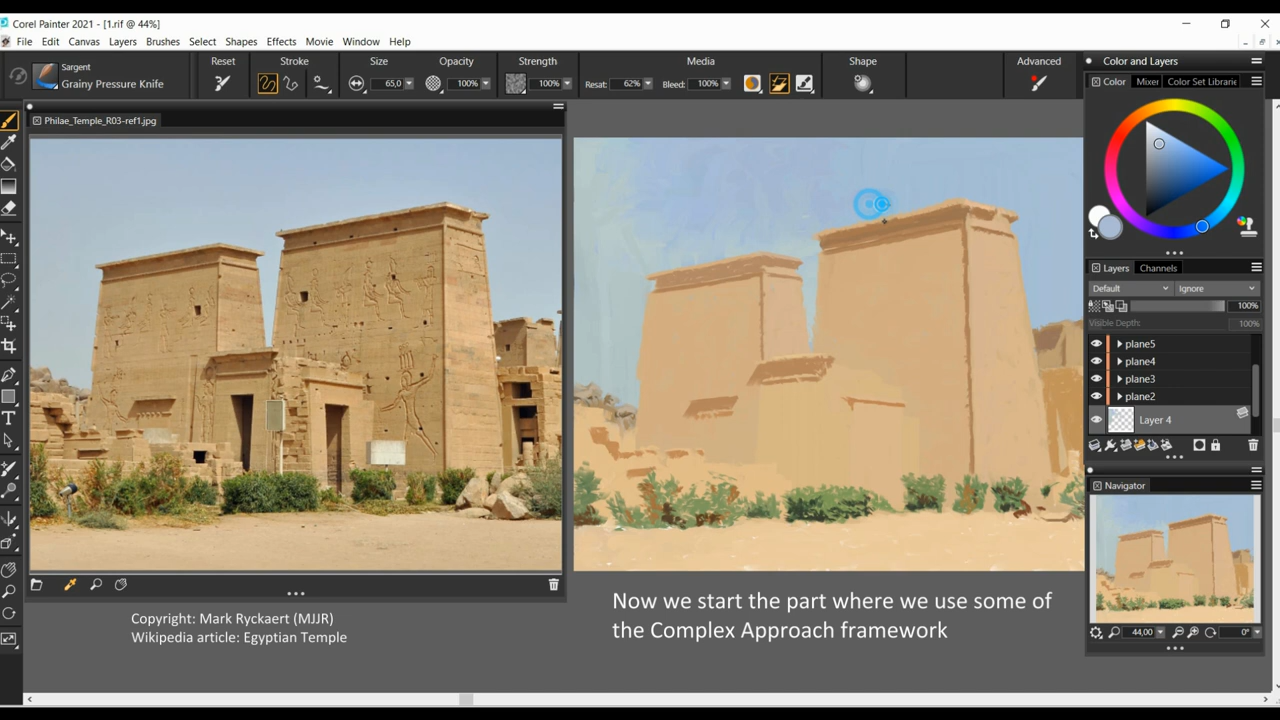 Corel Painter 2021 - [1.rif @ 44%]
File Edit Canvas Layers Brushes Select Shapes Effects Movie Window Help
Sargent
Grainy Pressure Knife
Reset Stroke Size Opacity Strength Media Shape Advanced
65,0 100% 100% Resat: 62% Bleed: 100%
Philae_Temple_R03-ref1.jpg
Color and Layers
Color Mixer Color Set Librarie
Layers Channels
Default Ignore
100%
Visible Depth: 100%
plane5
plane4
plane3
plane2
Layer 4
Navigator
44,00 0°
Copyright: Mark Ryckaert (MJJR)
Wikipedia article: Egyptian Temple
Now we start the part where we use some of
the Complex Approach framework